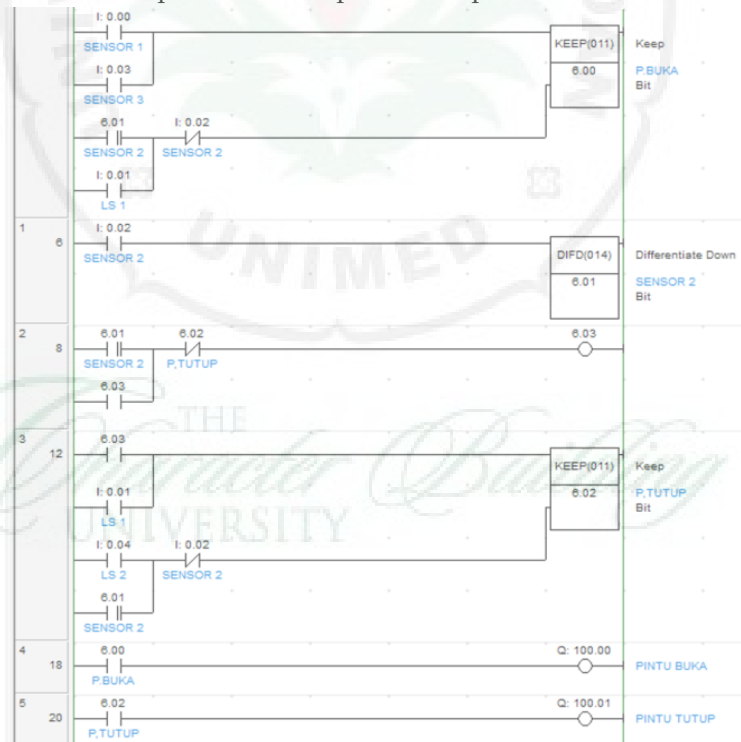 I: 0.00
SENSOR 1
KEEP(011) Keep
I: 0.03
6.00 P.BUKA
Bit
SENSOR 3
6.01 I: 0.02
SENSOR 2 SENSOR 2
I: 0.01
LS 1
UNIMED
1
6
I: 0.02
SENSOR 2
DIFD(014) Differentiate Down
6.01 SENSOR 2
Bit
2
8
6.01 6.02 6.03
SENSOR 2 P,TUTUP
6.03
THE
Character Building
UNIVERSITY
3
12
6.03
KEEP(011) Keep
I: 0.01
6.02 P,TUTUP
Bit
LS 1
I: 0.04 I: 0.02
LS 2 SENSOR 2
6.01
SENSOR 2
4
18
6.00 Q: 100.00
P.BUKA PINTU BUKA
5
20
6.02 Q: 100.01
P,TUTUP PINTU TUTUP